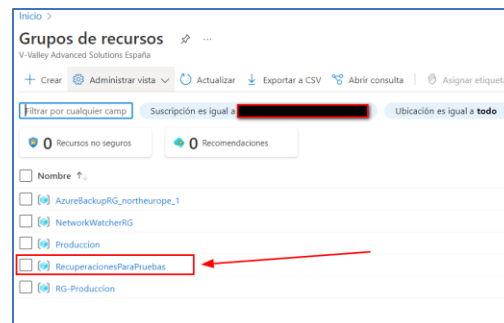 Inicio >
Grupos de recursos
V-Valley Advanced Solutions España
Crear Administrar vista Actualizar Exportar a CSV Abrir consulta Asignar etiquet
Filtrar por cualquier camp Suscripción es igual a Ubicación es igual a todo
0 Recursos no seguros 0 Recomendaciones
Nombre
AzureBackupRG_northeurope_1
NetworkWatcherRG
Produccion
RecuperacionesParaPruebas
RG-Produccion